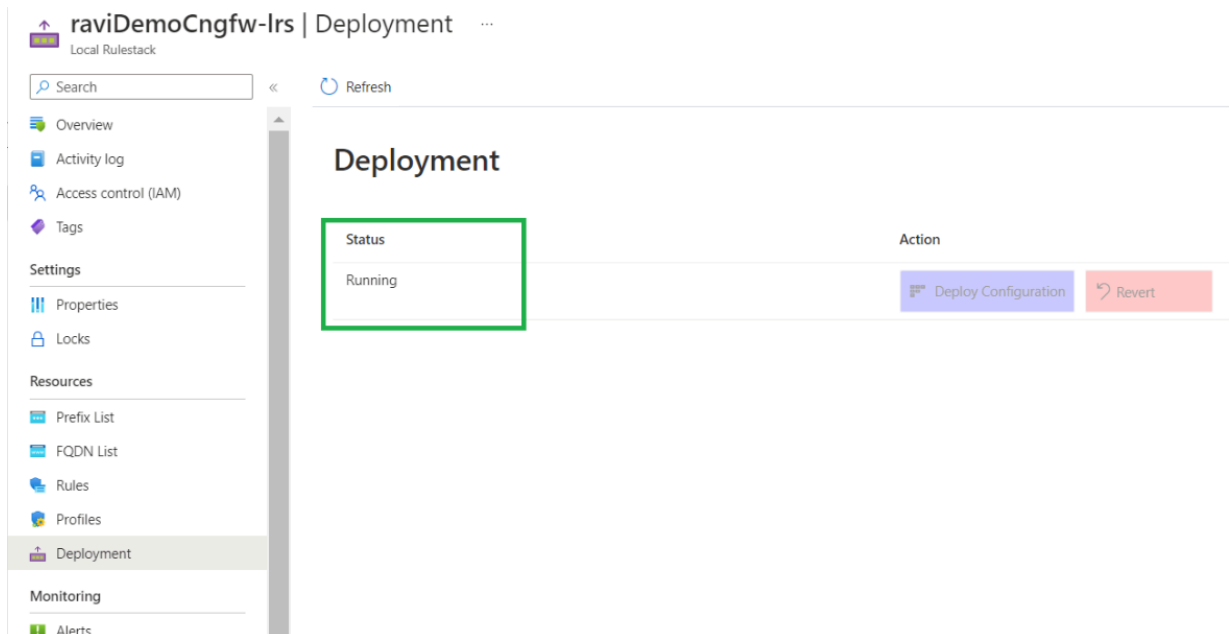 raviDemoCngfw-lrs | Deployment ...
Local Rulestack
Search
«
Refresh
Overview
Activity log
Access control (IAM)
Tags
Settings
Properties
Locks
Resources
Prefix List
FQDN List
Rules
Profiles
Deployment
Monitoring
Alerts
Deployment
Status
Action
Running
Deploy Configuration
Revert